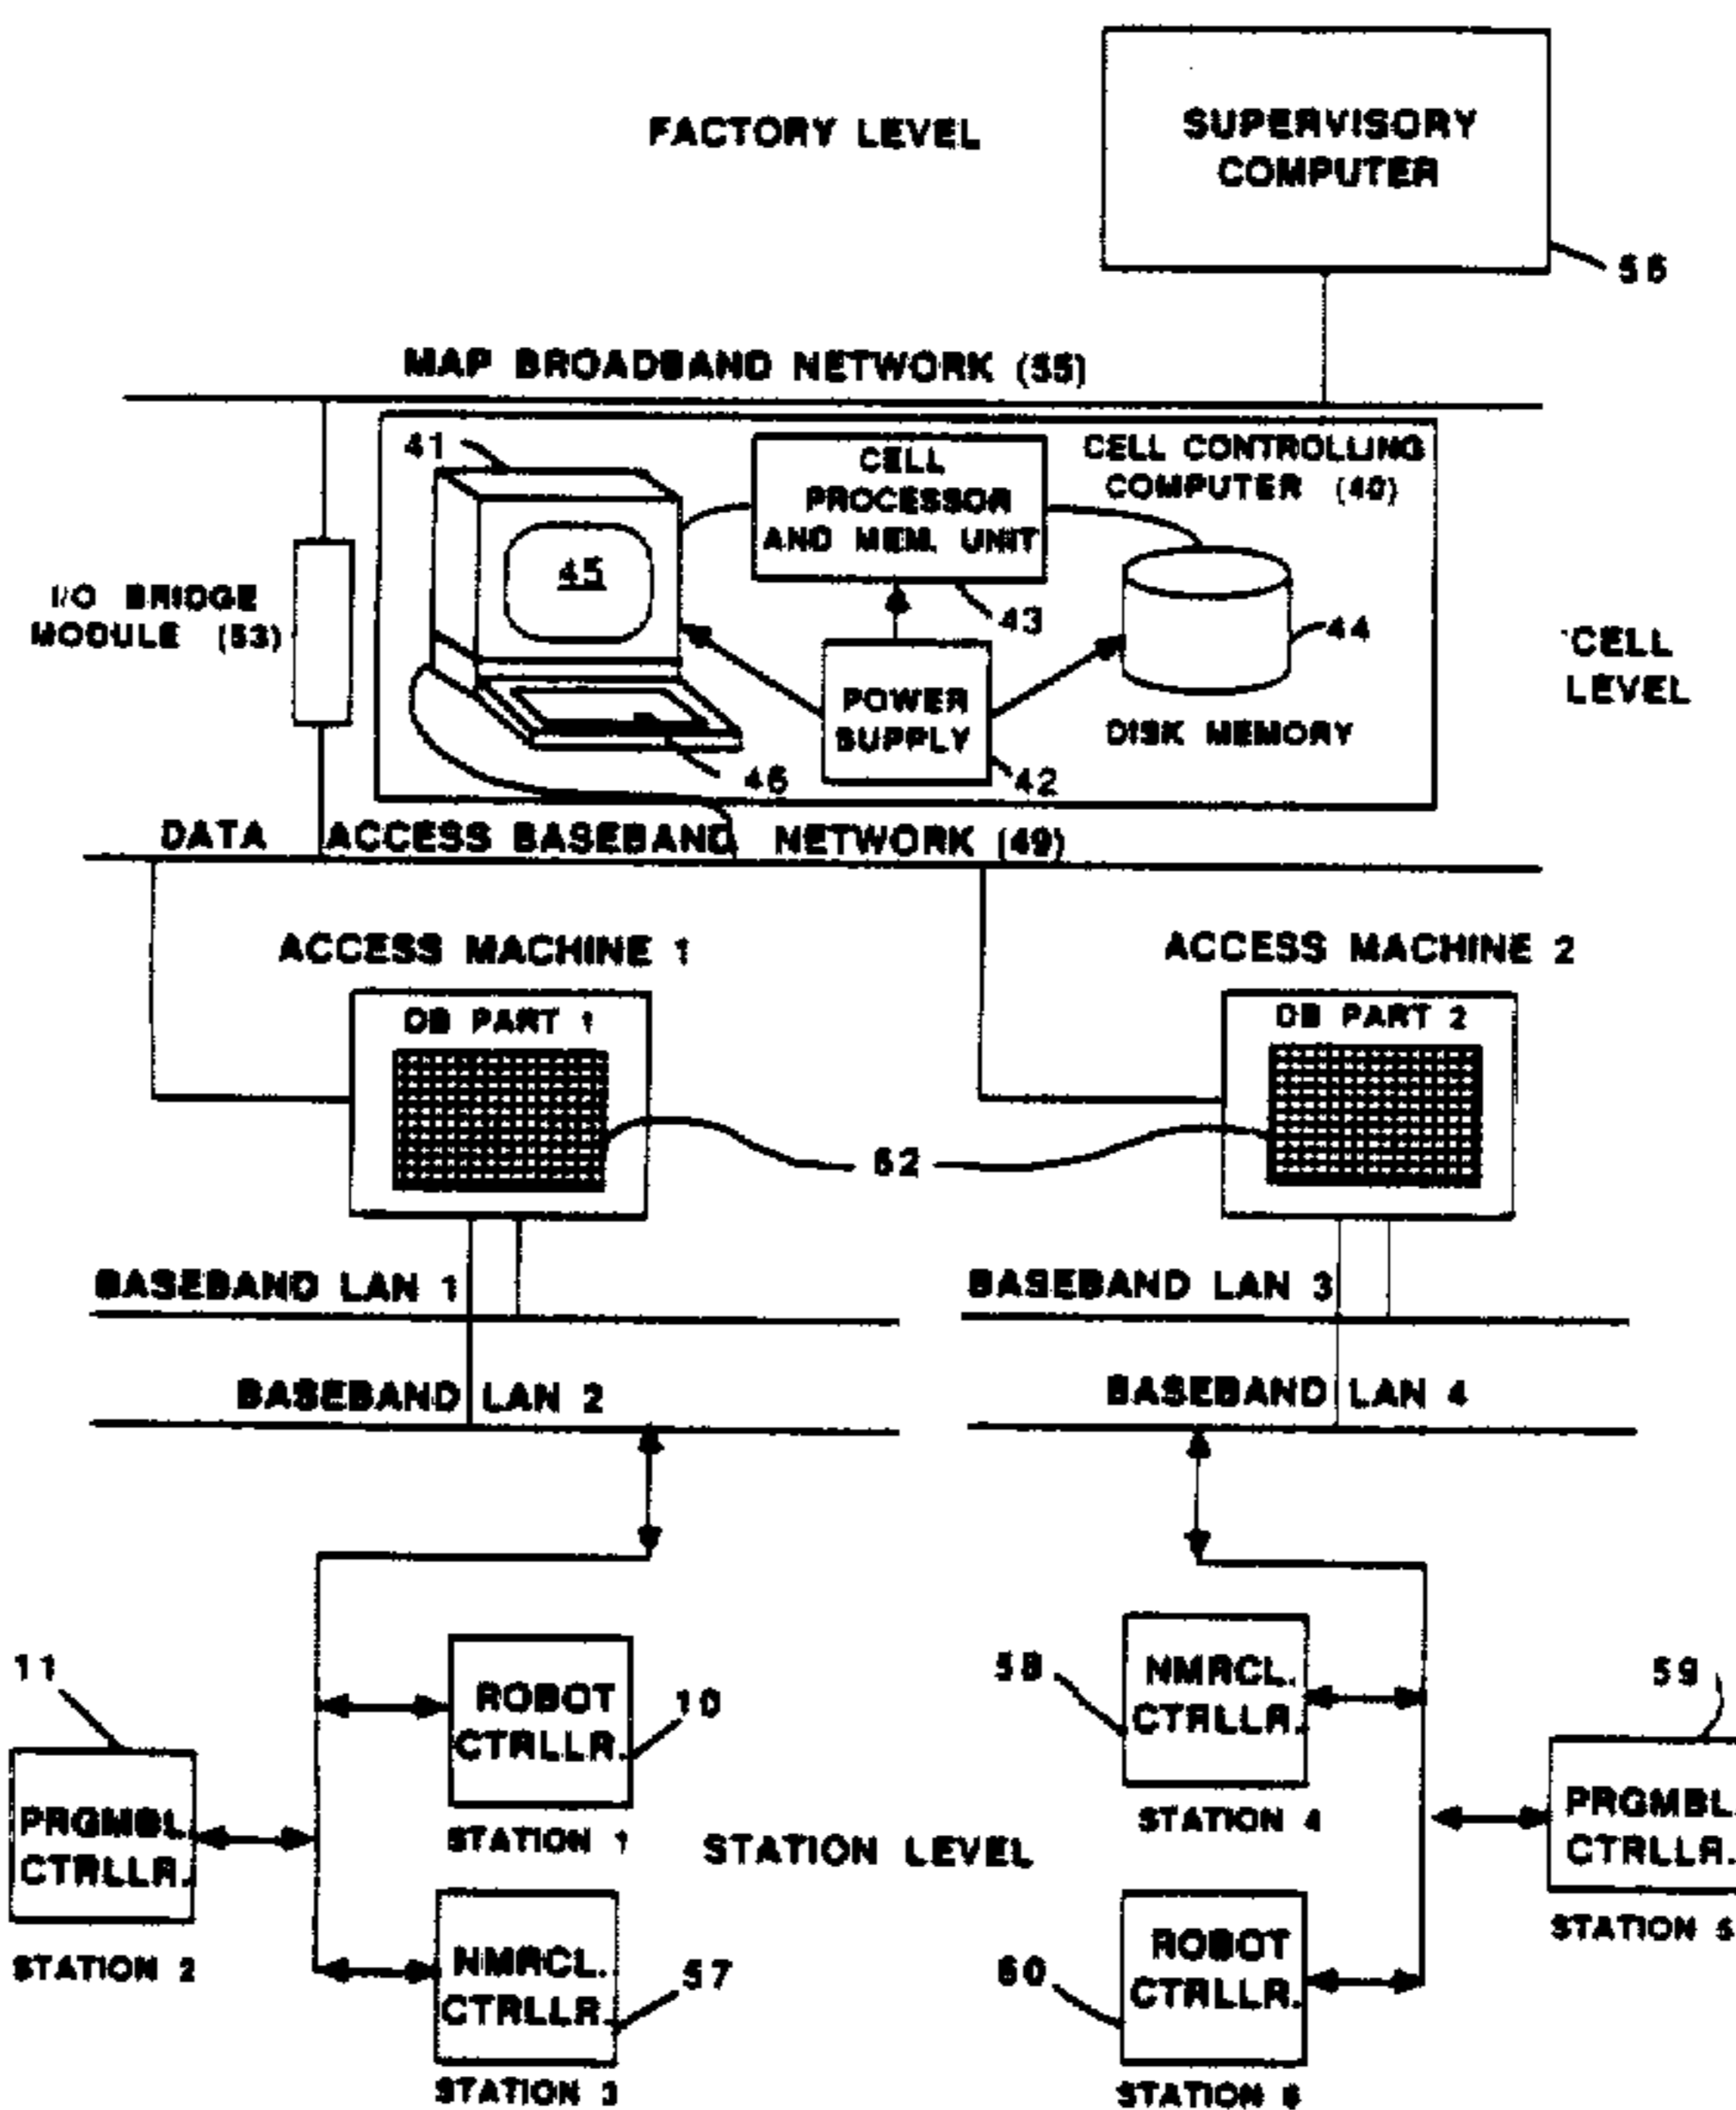 FACTORY LEVEL
SUPERVISORY
COMPUTER
56
MAP BROADBAND NETWORK (55)
41
CELL
PROCESSOR
AND MEM. UNIT
CELL CONTROLLING
COMPUTER (40)
45
I/O BRIDGE
MODULE (53)
43
44
CELL
LEVEL
POWER
SUPPLY
DISK MEMORY
46
42
DATA ACCESS BASEBAND NETWORK (49)
ACCESS MACHINE 1
ACCESS MACHINE 2
DB PART 1
DB PART 2
62
BASEBAND LAN 1
BASEBAND LAN 3
BASEBAND LAN 2
BASEBAND LAN 4
11
ROBOT
CTRLLR.
10
58
NMRCL.
CTRLLR.
59
PRGMBL.
CTRLLR.
STATION 1
STATION LEVEL
STATION 4
PRGMBL.
CTRLLR.
STATION 2
NMRCL.
CTRLLR.
57
60
ROBOT
CTRLLR.
STATION 5
STATION 3
STATION 6